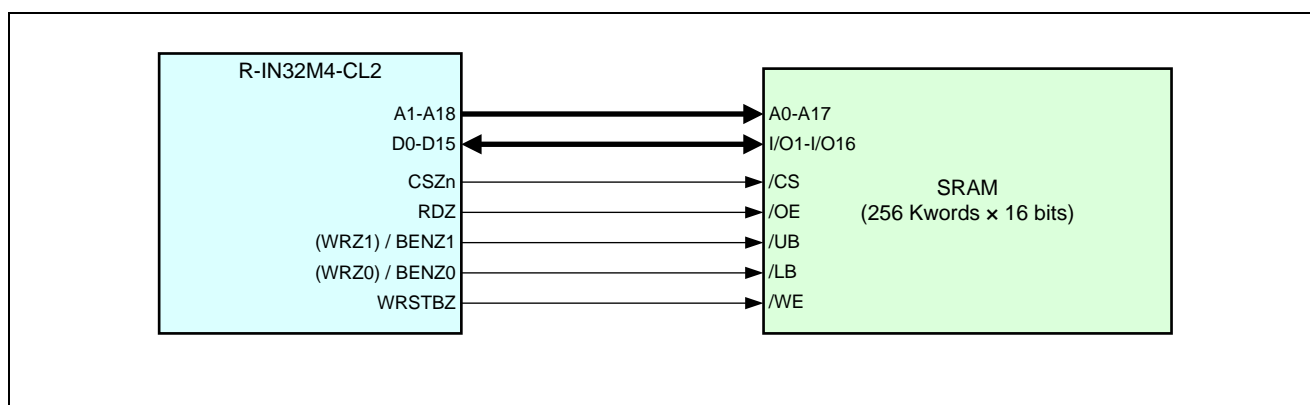 R-IN32M4-CL2
A1-A18
A0-A17
D0-D15
I/O1-I/O16
CSZn
/CS
RDZ
/OE
(WRZ1) / BENZ1
/UB
(WRZ0) / BENZ0
/LB
WRSTBZ
/WE
SRAM
(256 Kwords × 16 bits)